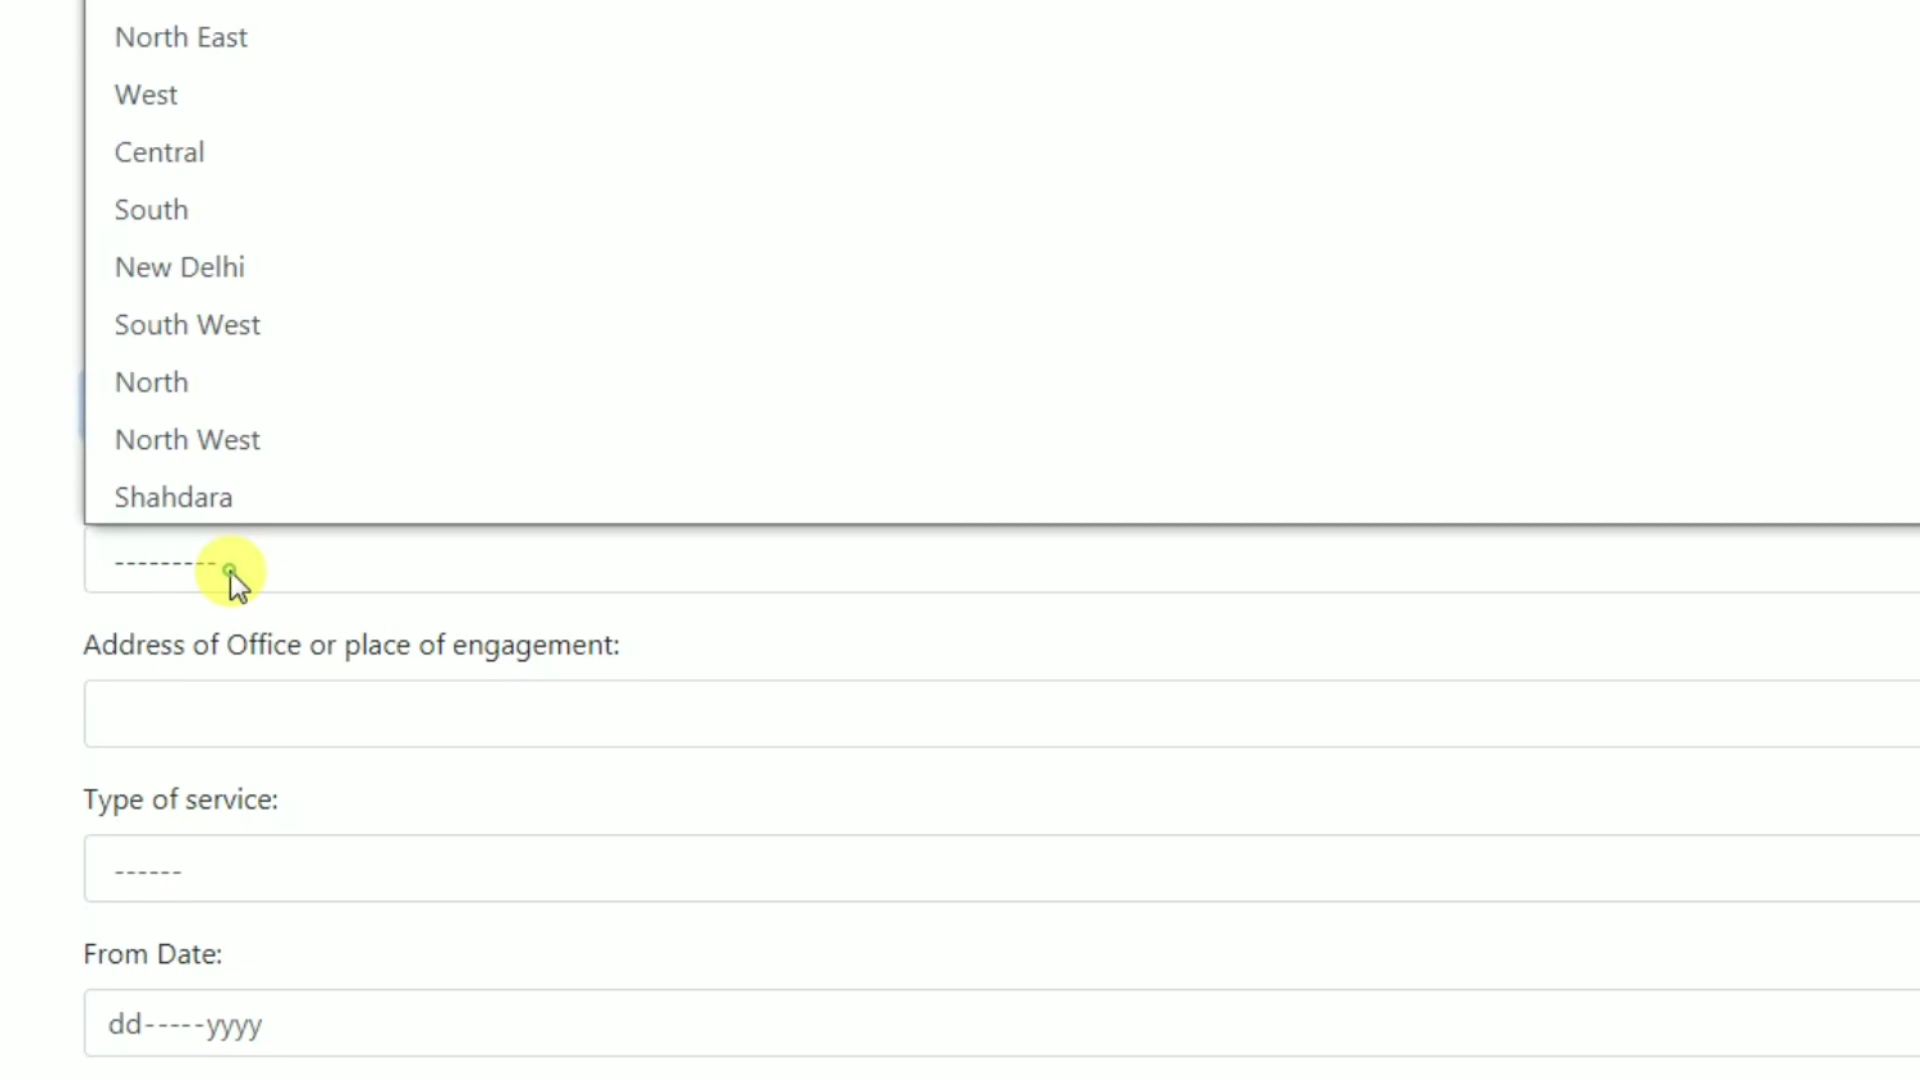 North East
West
Central
South
New Delhi
South West
North
North West
Shahdara
---------
Address of Office or place of engagement:
Type of service:
------
From Date:
dd-----yyyy